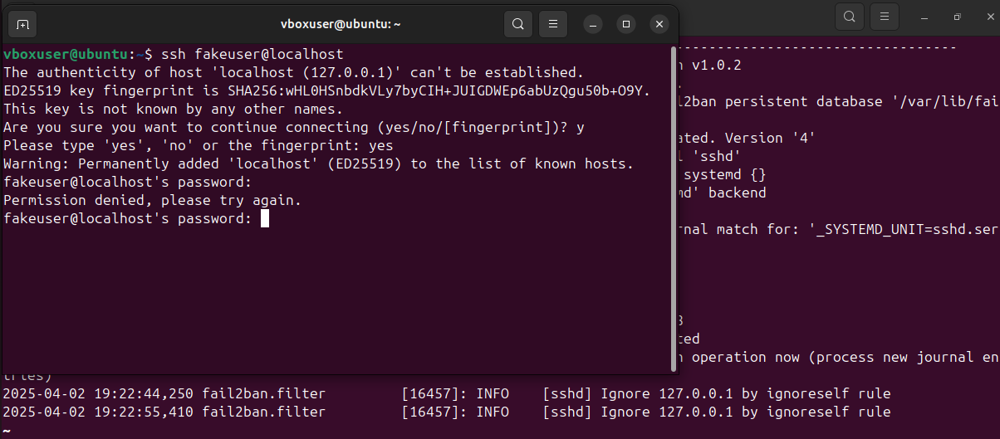 vboxuser@ubuntu: ~
vboxuser@ubuntu:~$ ssh fakeuser@localhost
The authenticity of host 'localhost (127.0.0.1)' can't be established.
ED25519 key fingerprint is SHA256:wHL0HSnbdkVLy7byCIH+JUIGDWEp6abUzQgu50b+O9Y.
This key is not known by any other names.
Are you sure you want to continue connecting (yes/no/[fingerprint])? y
Please type 'yes', 'no' or the fingerprint: yes
Warning: Permanently added 'localhost' (ED25519) to the list of known hosts.
fakeuser@localhost's password:
Permission denied, please try again.
fakeuser@localhost's password:
--------------------------------
n v1.0.2
.
l2ban persistent database '/var/lib/fai
ated. Version '4'
l 'sshd'
systemd {}
md' backend
rnal match for: '_SYSTEMD_UNIT=sshd.ser
3
ted
n operation now (process new journal en
tries)
2025-04-02 19:22:44,250 fail2ban.filter         [16457]: INFO    [sshd] Ignore 127.0.0.1 by ignoreself rule
2025-04-02 19:22:55,410 fail2ban.filter         [16457]: INFO    [sshd] Ignore 127.0.0.1 by ignoreself rule
~